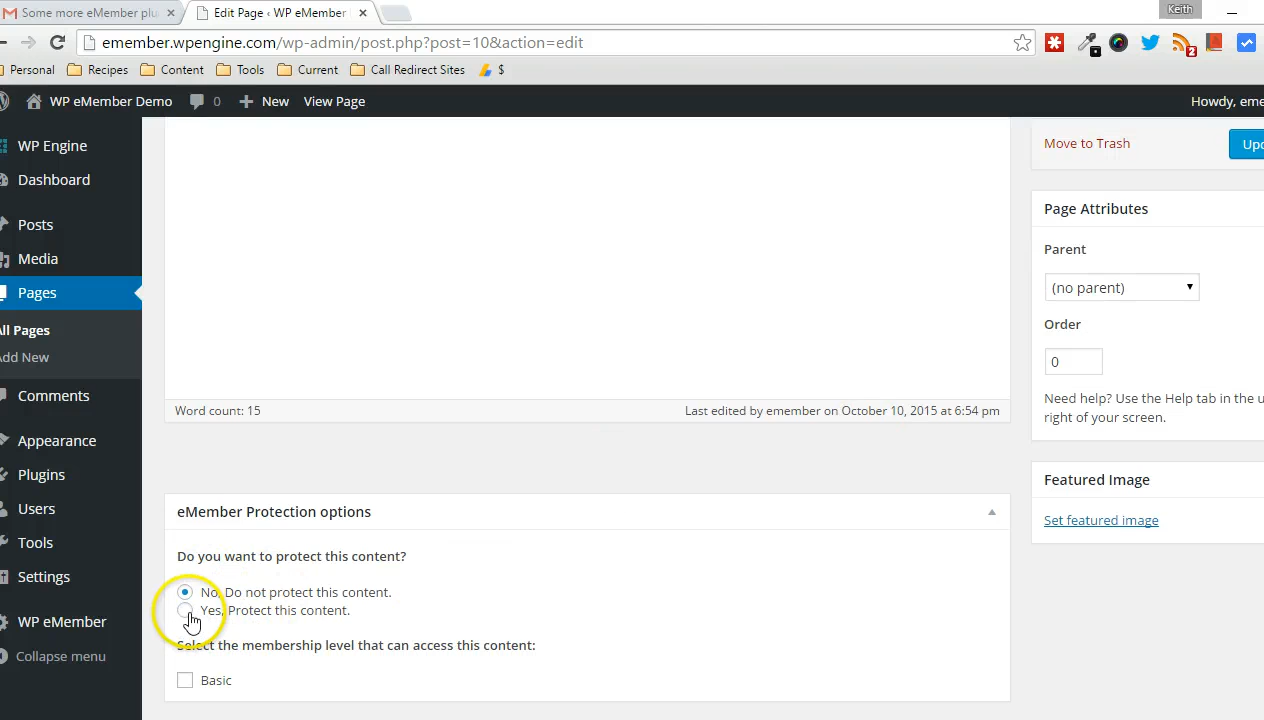 Some more eMember plu
Edit Page ‹ WP eMember
Keith
emember.wpengine.com/wp-admin/post.php?post=10&action=edit
2
Personal
Recipes
Content
Tools
Current
Call Redirect Sites
$
WP eMember Demo
0
New
View Page
Howdy, eme
WP Engine
Dashboard
Posts
Media
Pages
All Pages
Add New
Comments
Appearance
Plugins
Users
Tools
Settings
WP eMember
Collapse menu
Word count: 15
Last edited by emember on October 10, 2015 at 6:54 pm
eMember Protection options
Do you want to protect this content?
No, Do not protect this content.
Yes, Protect this content.
Select the membership level that can access this content:
Basic
Move to Trash
Upd
Page Attributes
Parent
(no parent)
Order
0
Need help? Use the Help tab in the u
right of your screen.
Featured Image
Set featured image